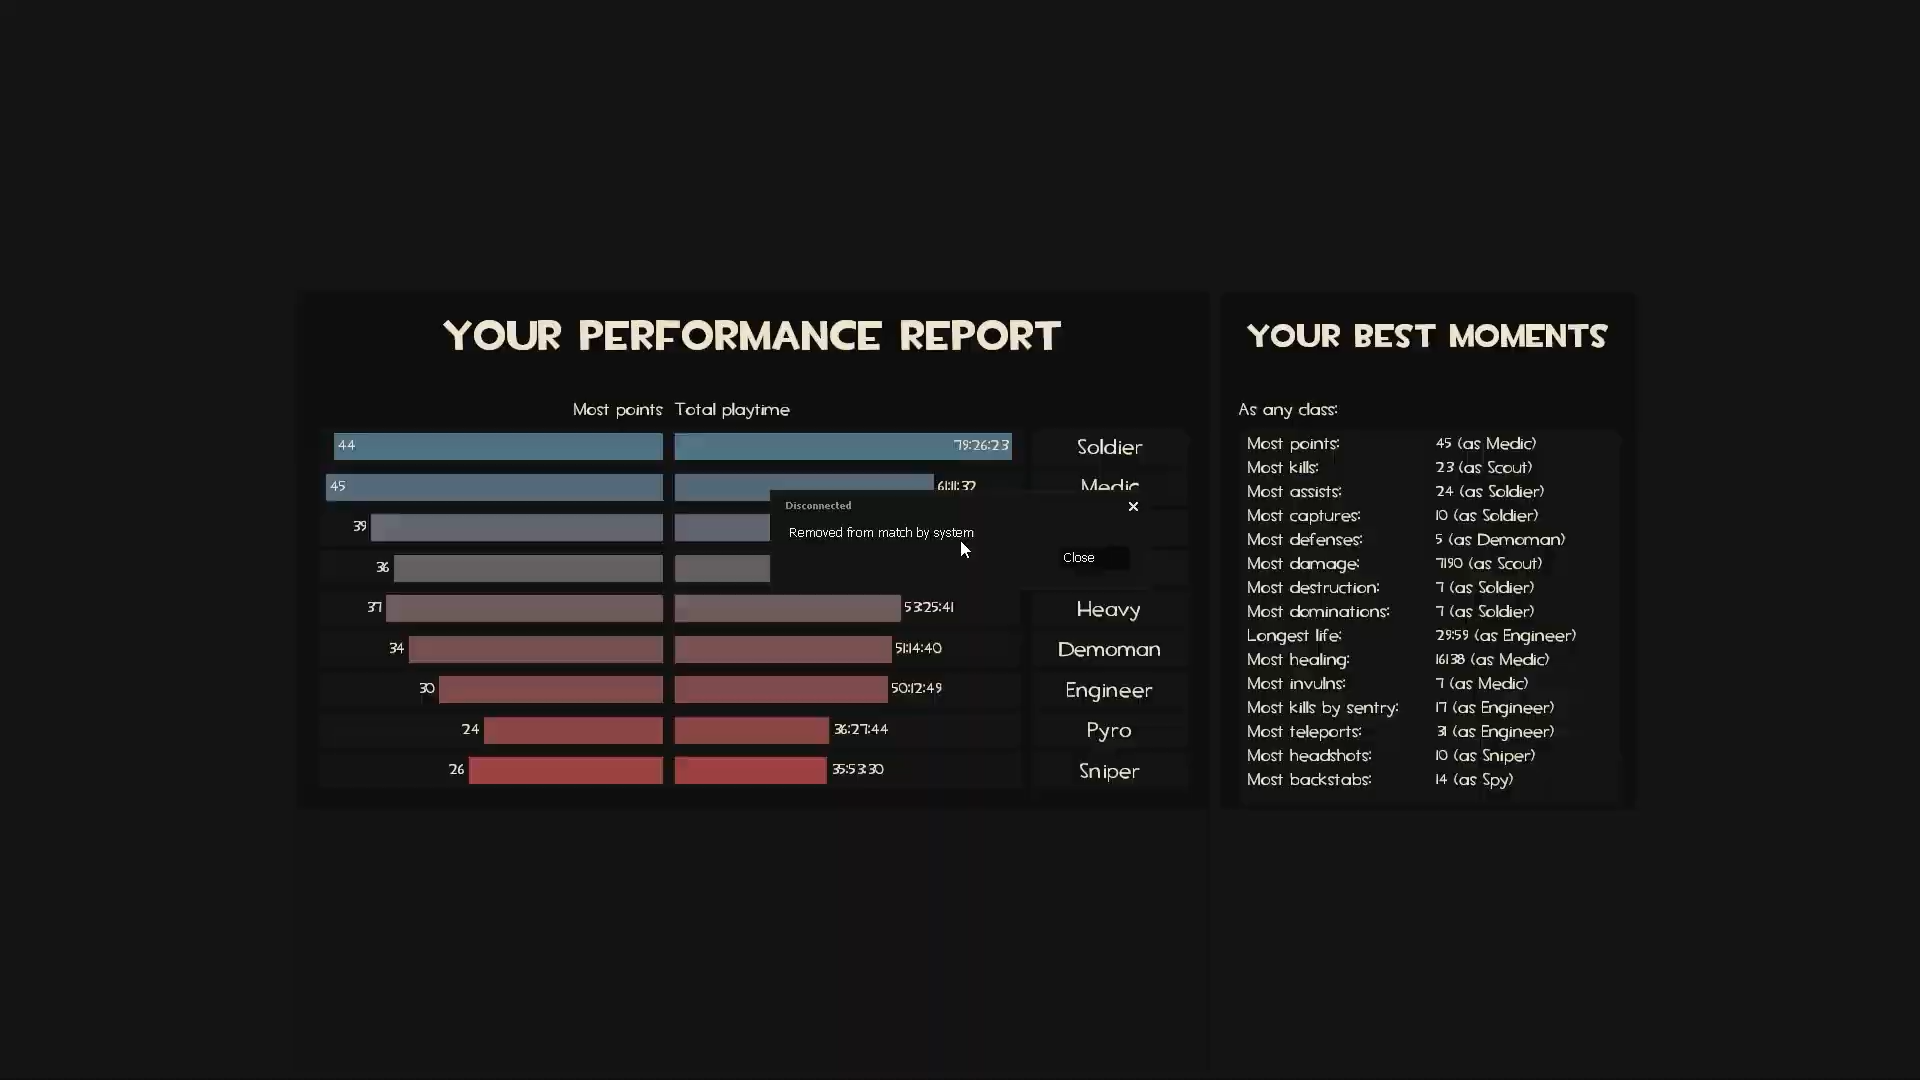 YOUR PERFORMANCE REPORT
Most points Total playtime
44 79:26:23 Soldier
45 61:11:32 Medic
39
36
37 53:25:41 Heavy
34 51:14:40 Demoman
30 50:12:49 Engineer
24 36:27:44 Pyro
26 35:53:30 Sniper
Disconnected
Removed from match by system
Close
YOUR BEST MOMENTS
As any class:
Most points: 45 (as Medic)
Most kills: 23 (as Scout)
Most assists: 24 (as Soldier)
Most captures: 10 (as Soldier)
Most defenses: 5 (as Demoman)
Most damage: 7190 (as Scout)
Most destruction: 7 (as Soldier)
Most dominations: 7 (as Soldier)
Longest life: 29:59 (as Engineer)
Most healing: 16138 (as Medic)
Most invulns: 7 (as Medic)
Most kills by sentry: 17 (as Engineer)
Most teleports: 31 (as Engineer)
Most headshots: 10 (as Sniper)
Most backstabs: 14 (as Spy)